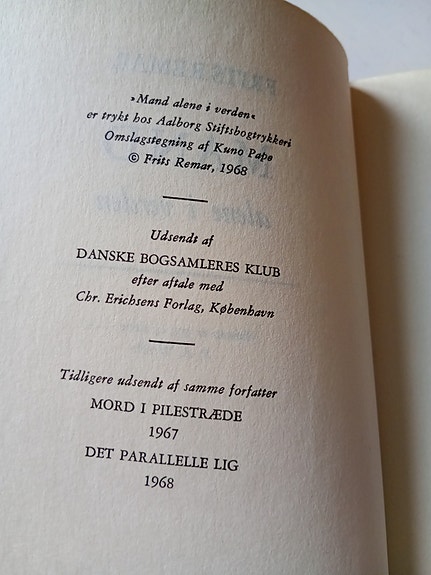 »Mand alene i verden«
er trykt hos Aalborg Stiftsbogtrykkeri
Omslagstegning af Kuno Pape
© Frits Remar, 1968
Udsendt af
DANSKE BOGSAMLERES KLUB
efter aftale med
Chr. Erichsens Forlag, København
Tidligere udsendt af samme forfatter
MORD I PILESTRÆDE
1967
DET PARALLELLE LIG
1968